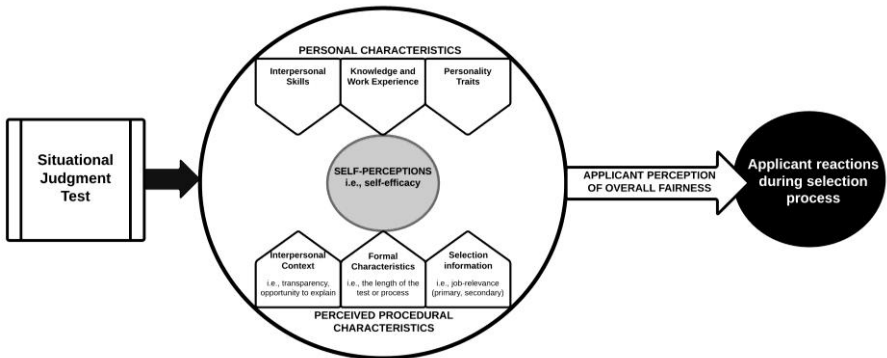 Situational
Judgment
Test
PERSONAL CHARACTERISTICS
Interpersonal
Skills
Knowledge and
Work Experience
Personality
Traits
SELF-PERCEPTIONS
i.e., self-efficacy
Interpersonal
Context
i.e., transparency,
opportunity to explain
Formal
Characteristics
i.e., the length of the
test or process
Selection
information
i.e., job-relevance
(primary, secondary)
PERCEIVED PROCEDURAL
CHARACTERISTICS
APPLICANT PERCEPTION
OF OVERALL FAIRNESS
Applicant reactions
during selection
process